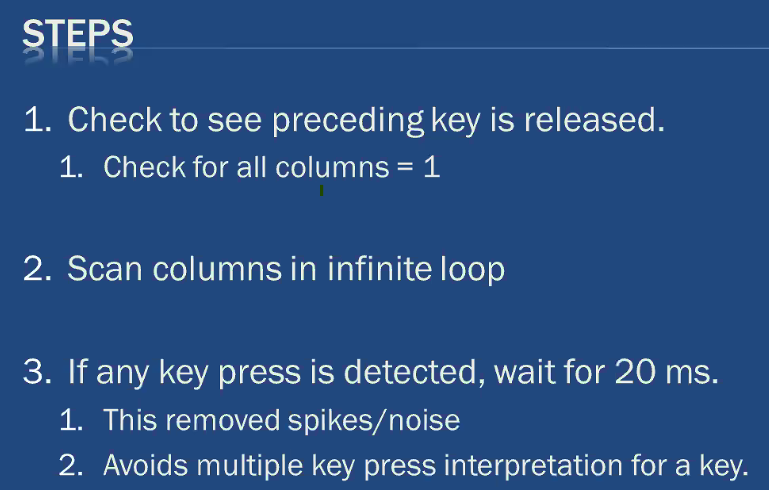 STEPS
1. Check to see preceding key is released.
1. Check for all columns = 1
2. Scan columns in infinite loop
3. If any key press is detected, wait for 20 ms.
1. This removed spikes/noise
2. Avoids multiple key press interpretation for a key.